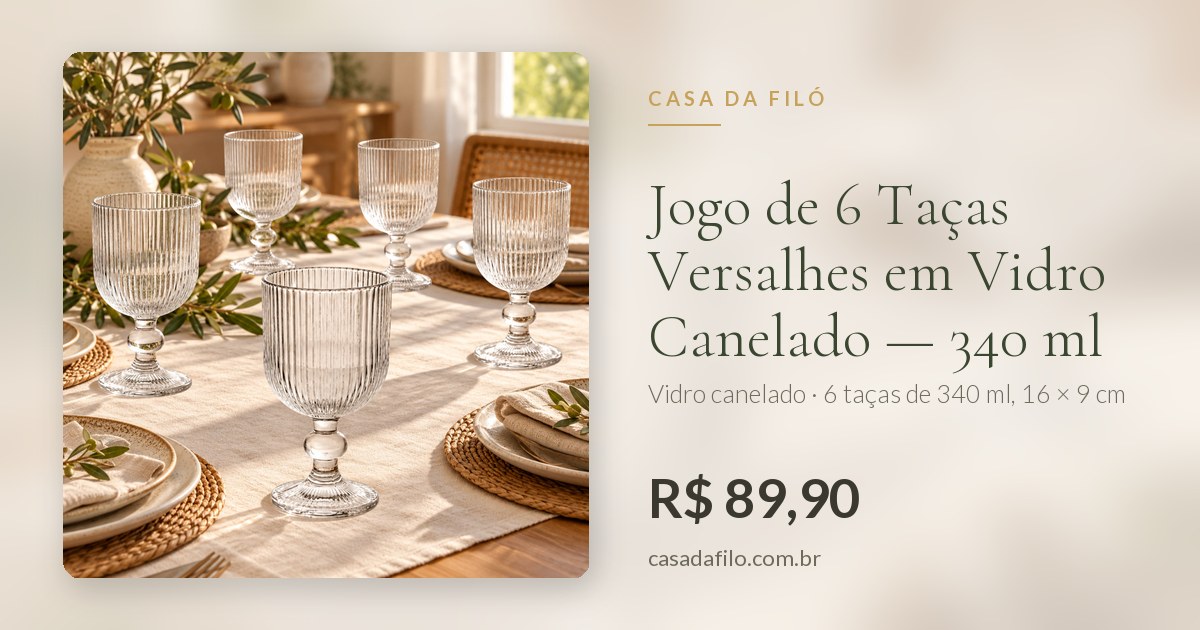 CASA DA FILÓ
Jogo de 6 Taças
Versalhes em Vidro
Canelado — 340 ml
Vidro canelado · 6 taças de 340 ml, 16 × 9 cm
R$ 89,90
casadafilo.com.br